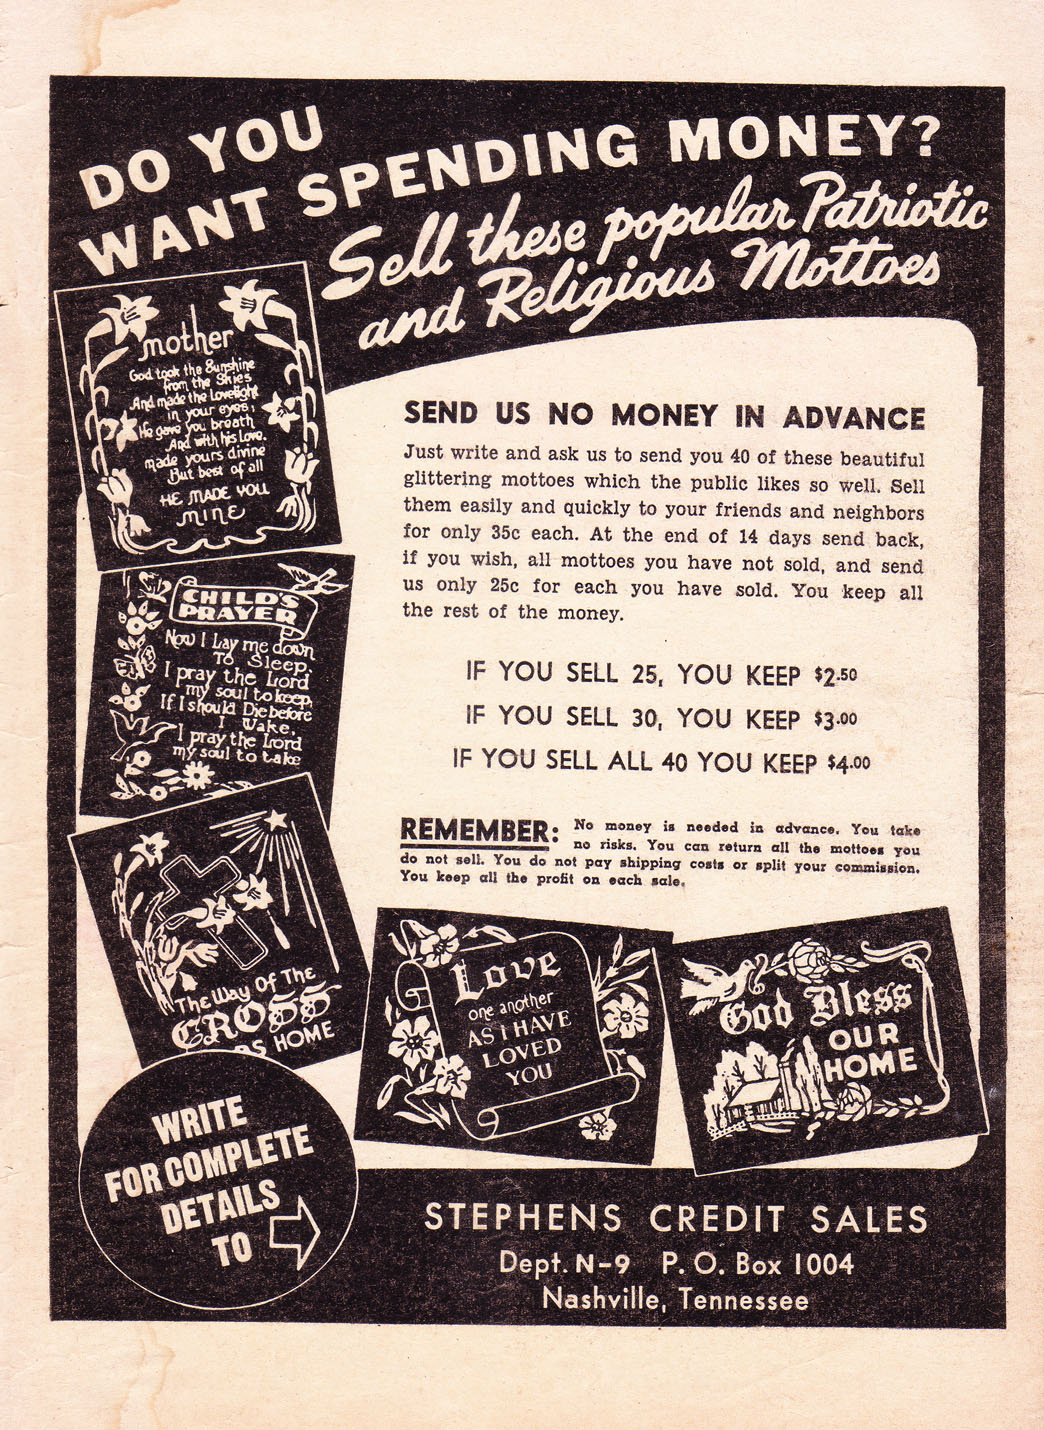 DO YOU
WANT SPENDING MONEY?
Sell these popular Patriotic
and Religious Mottoes
mother
God took the Sunshine
from the Skies
And made the Lovelight
in your eyes,
He gave you breath
And with his Love,
made yours divine
But best of all
HE MADE YOU
MINE
SEND US NO MONEY IN ADVANCE
Just write and ask us to send you 40 of these beautiful
glittering mottoes which the public likes so well. Sell
them easily and quickly to your friends and neighbors
for only 35c each. At the end of 14 days send back,
if you wish, all mottoes you have not sold, and send
us only 25c for each you have sold. You keep all
the rest of the money.
CHILD'S
PRAYER
Now I Lay me down
To Sleep,
I pray the Lord
my soul to keep,
If I should Die before
I Wake,
I pray the Lord
my soul to take
IF YOU SELL 25, YOU KEEP $2.50
IF YOU SELL 30, YOU KEEP $3.00
IF YOU SELL ALL 40 YOU KEEP $4.00
REMEMBER: No money is needed in advance. You take
no risks. You can return all the mottoes you
do not sell. You do not pay shipping costs or split your commission.
You keep all the profit on each sale.
The Way Of The
CROSS
HOME
Love
one another
AS I HAVE
LOVED
YOU
God Bless
OUR
HOME
WRITE
FOR COMPLETE
DETAILS
TO
STEPHENS CREDIT SALES
Dept. N-9 P. O. Box 1004
Nashville, Tennessee